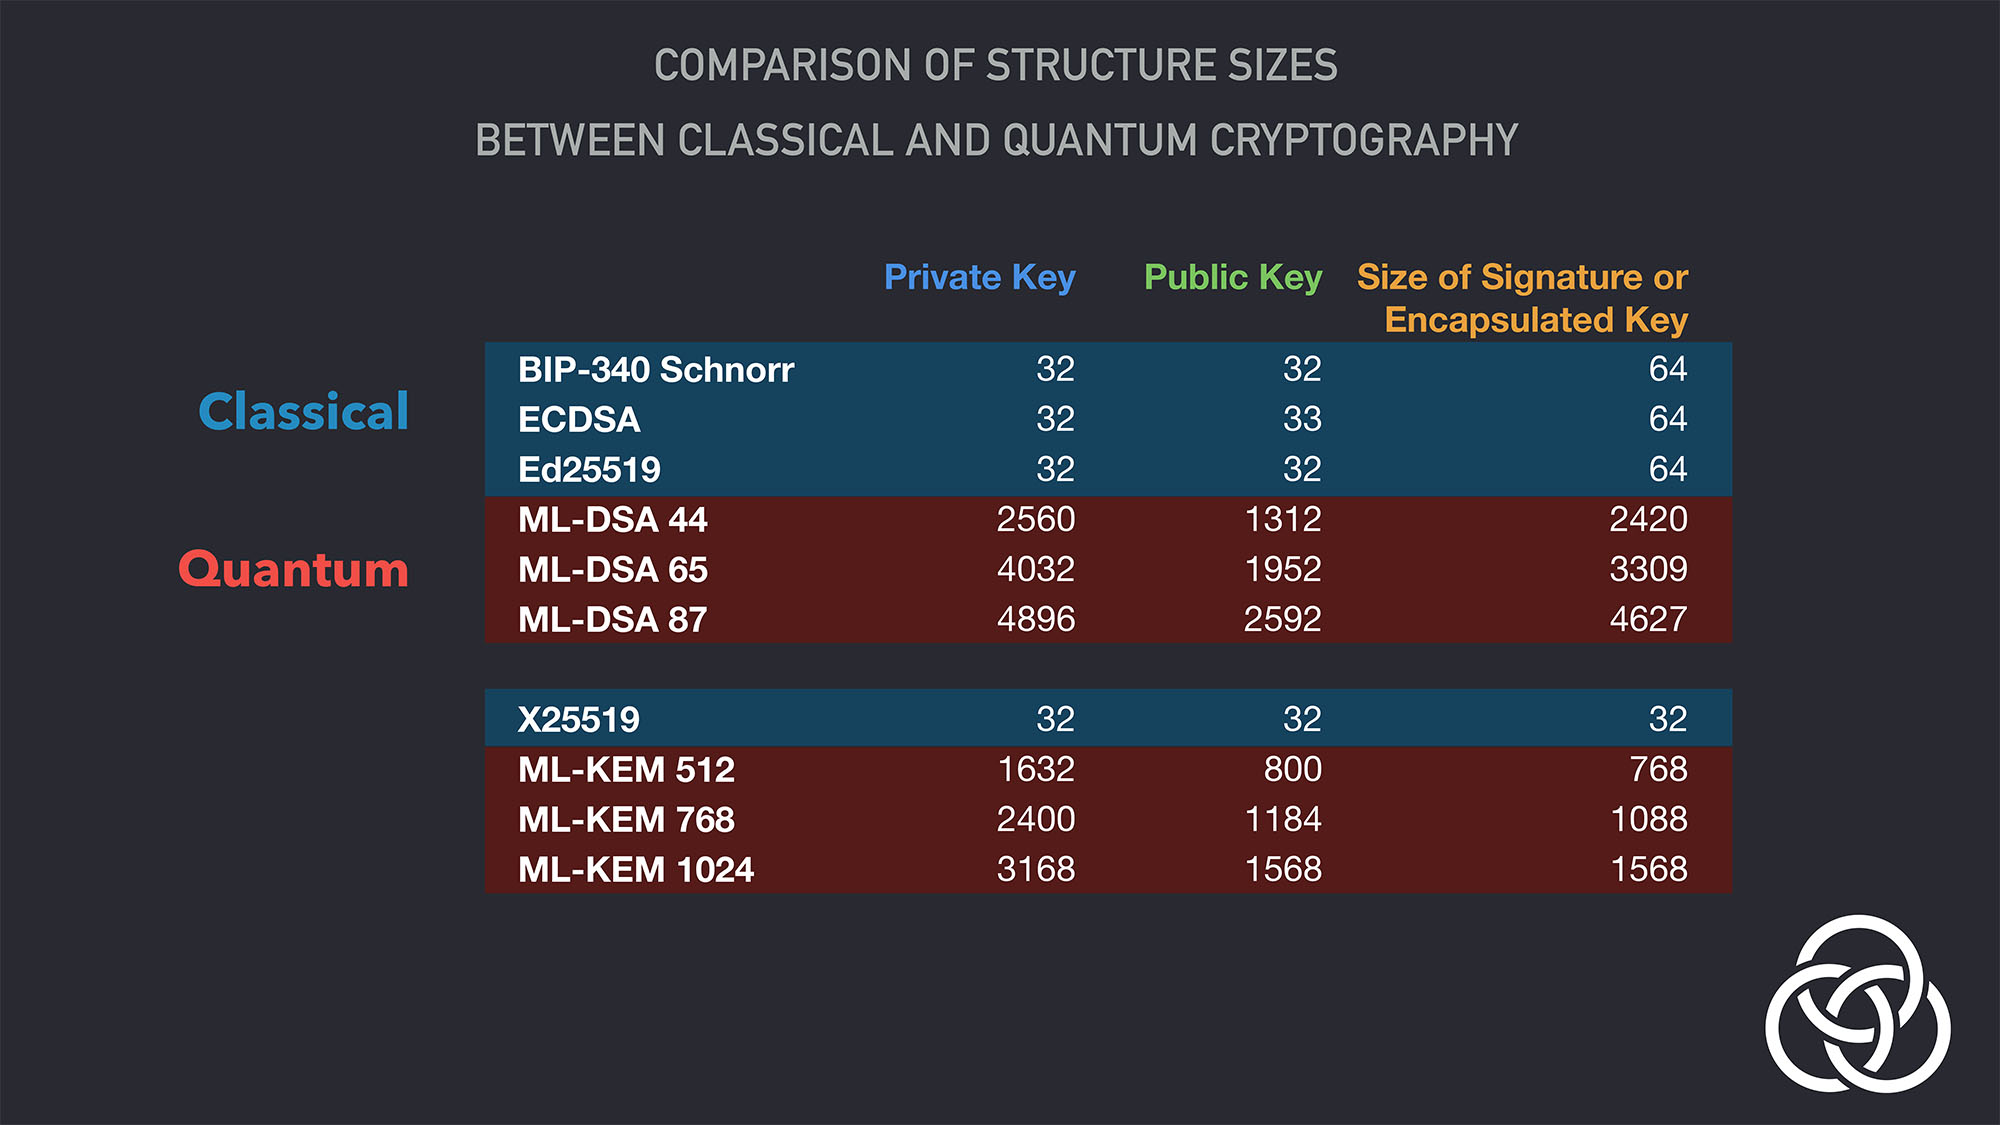 COMPARISON OF STRUCTURE SIZES
BETWEEN CLASSICAL AND QUANTUM CRYPTOGRAPHY
Private Key Public Key Size of Signature or
Encapsulated Key
Classical
BIP-340 Schnorr 32 32 64
ECDSA 32 33 64
Ed25519 32 32 64
Quantum
ML-DSA 44 2560 1312 2420
ML-DSA 65 4032 1952 3309
ML-DSA 87 4896 2592 4627
X25519 32 32 32
ML-KEM 512 1632 800 768
ML-KEM 768 2400 1184 1088
ML-KEM 1024 3168 1568 1568